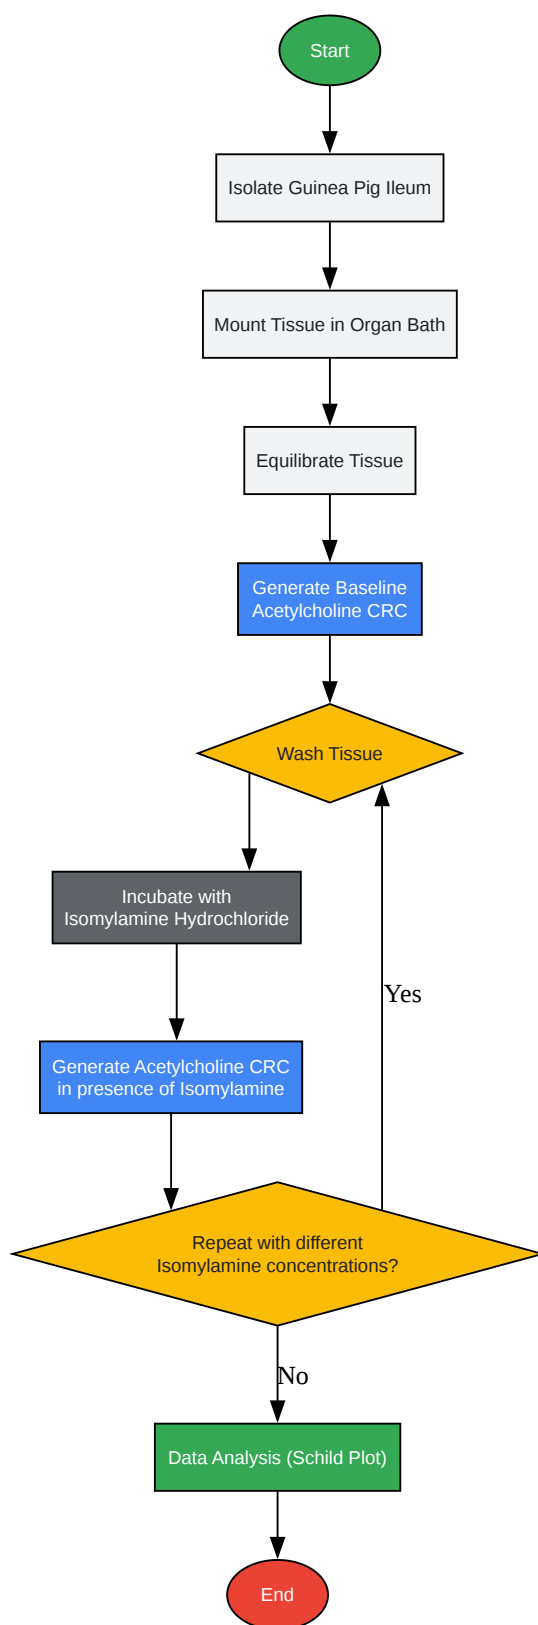 Start
Isolate Guinea Pig Ileum
Mount Tissue in Organ Bath
Equilibrate Tissue
Generate Baseline
Acetylcholine CRC
Wash Tissue
Incubate with
Isomylamine Hydrochloride
Yes
Generate Acetylcholine CRC
in presence of Isomylamine
Repeat with different
Isomylamine concentrations?
No
Data Analysis (Schild Plot)
End